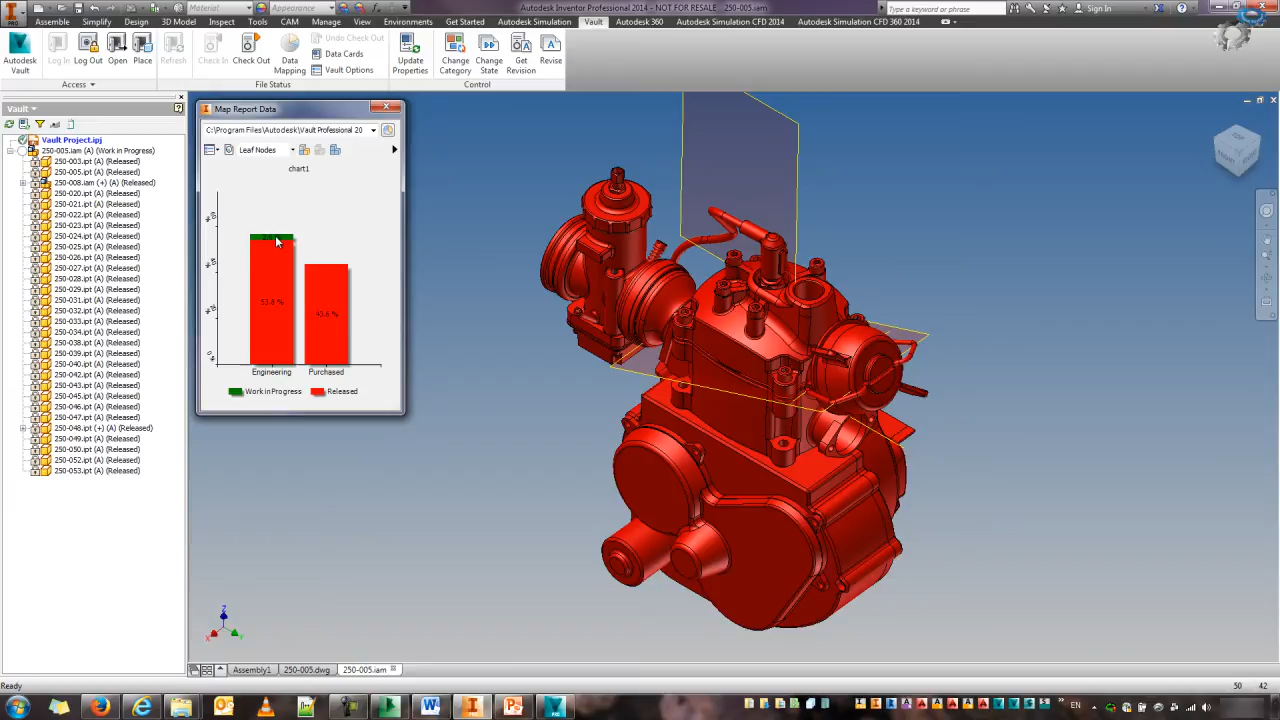 Material
Appearance
Autodesk Inventor Professional 2014 – NOT FOR RESALE 250-005.iam
Type a keyword or phrase
Sign In
PRO
Assemble Simplify Design 3D Model Inspect Tools CAM Manage View Environments Get Started Autodesk Simulation Vault Autodesk 360 Autodesk Simulation CFD 2014 Autodesk Simulation CFD 360 2014
Autodesk Vault
Log In
Log Out
Open
Place
Refresh
Check In
Check Out
Data Mapping
Undo Check Out
Data Cards
Vault Options
Update Properties
Change Category
Change State
Get Revision
Revise
Access
File Status
Control
Vault
Vault Project.ipj
250-005.iam (A) (Work in Progress)
250-003.ipt (A) (Released)
250-005.ipt (A) (Released)
250-008.iam (+) (A) (Released)
250-020.ipt (A) (Released)
250-021.ipt (A) (Released)
250-022.ipt (A) (Released)
250-023.ipt (A) (Released)
250-024.ipt (A) (Released)
250-025.ipt (A) (Released)
250-026.ipt (A) (Released)
250-027.ipt (A) (Released)
250-028.ipt (A) (Released)
250-029.ipt (A) (Released)
250-031.ipt (A) (Released)
250-032.ipt (A) (Released)
250-033.ipt (A) (Released)
250-034.ipt (A) (Released)
250-038.ipt (A) (Released)
250-039.ipt (A) (Released)
250-040.ipt (A) (Released)
250-042.ipt (A) (Released)
250-043.ipt (A) (Released)
250-045.ipt (A) (Released)
250-046.ipt (A) (Released)
250-047.ipt (A) (Released)
250-048.ipt (+) (A) (Released)
250-049.ipt (A) (Released)
250-050.ipt (A) (Released)
250-052.ipt (A) (Released)
250-053.ipt (A) (Released)
Map Report Data
C:\Program Files\Autodesk\Vault Professional 20
Leaf Nodes
chart1
53.8 %
43.6 %
Engineering Purchased
Work in Progress Released
TOP
Z
X
Y
Assembly1 250-005.dwg 250-005.iam
Ready
50 42
EN